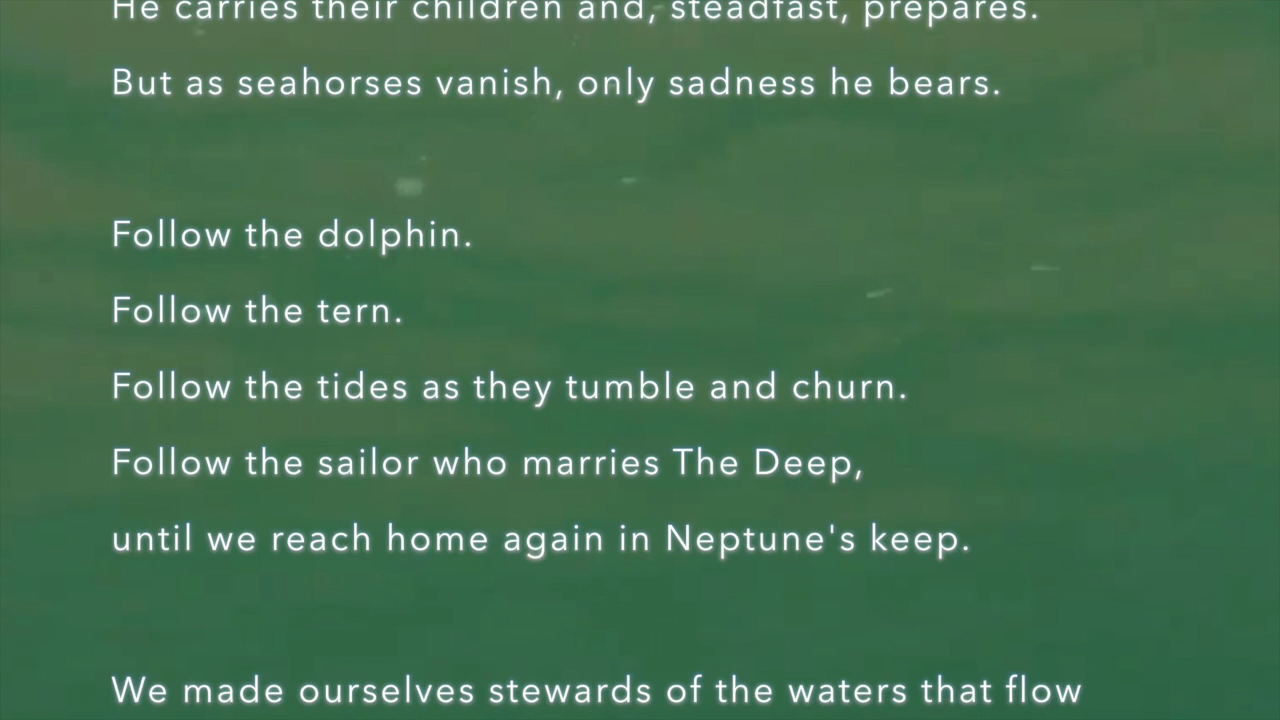 He carries their children and, steadfast, prepares.
But as seahorses vanish, only sadness he bears.
Follow the dolphin.
Follow the tern.
Follow the tides as they tumble and churn.
Follow the sailor who marries The Deep,
until we reach home again in Neptune's keep.
We made ourselves stewards of the waters that flow